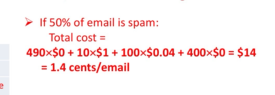 ➢ If 50% of email is spam:
Total cost =
490×$0 + 10×$1 + 100×$0.04 + 400×$0 = $14
= 1.4 cents/email
e